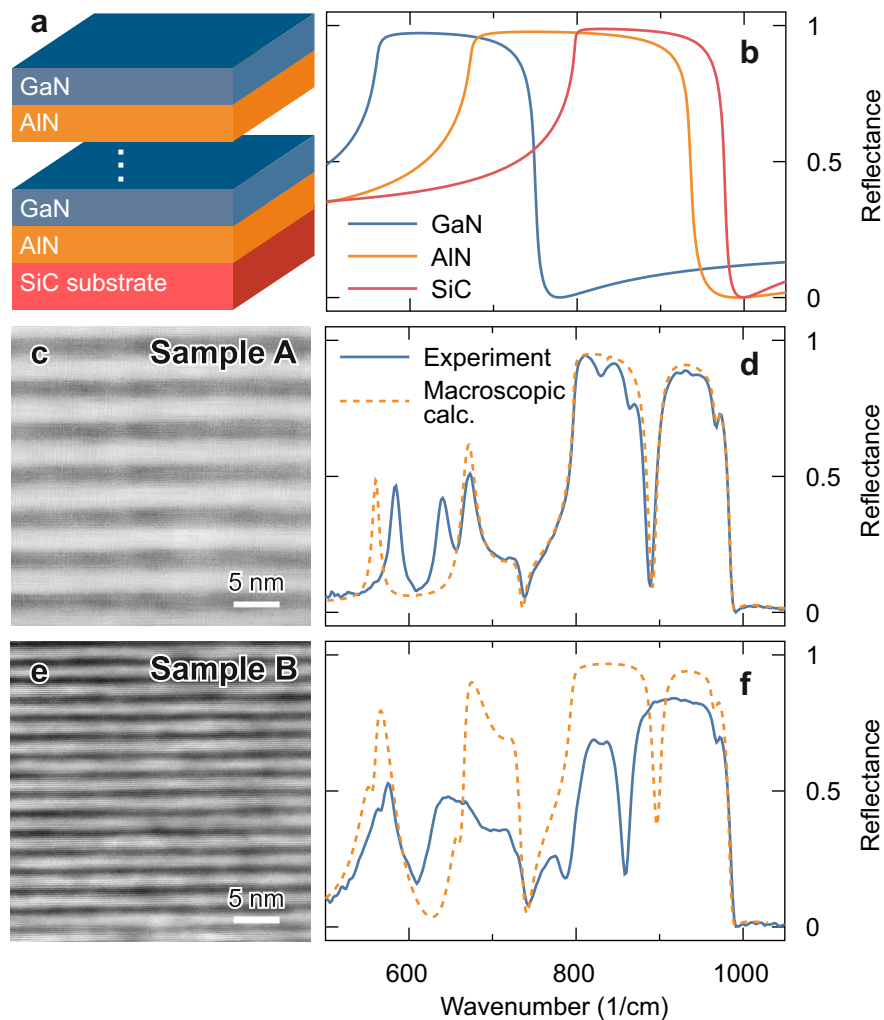 a
GaN
AlN
GaN
AlN
SiC substrate
b
1
0.5
0
Reflectance
GaN
AlN
SiC
c
Sample A
5 nm
d
Experiment
Macroscopic
calc.
1
0.5
0
Reflectance
e
Sample B
5 nm
f
1
0.5
0
Reflectance
600
800
1000
Wavenumber (1/cm)